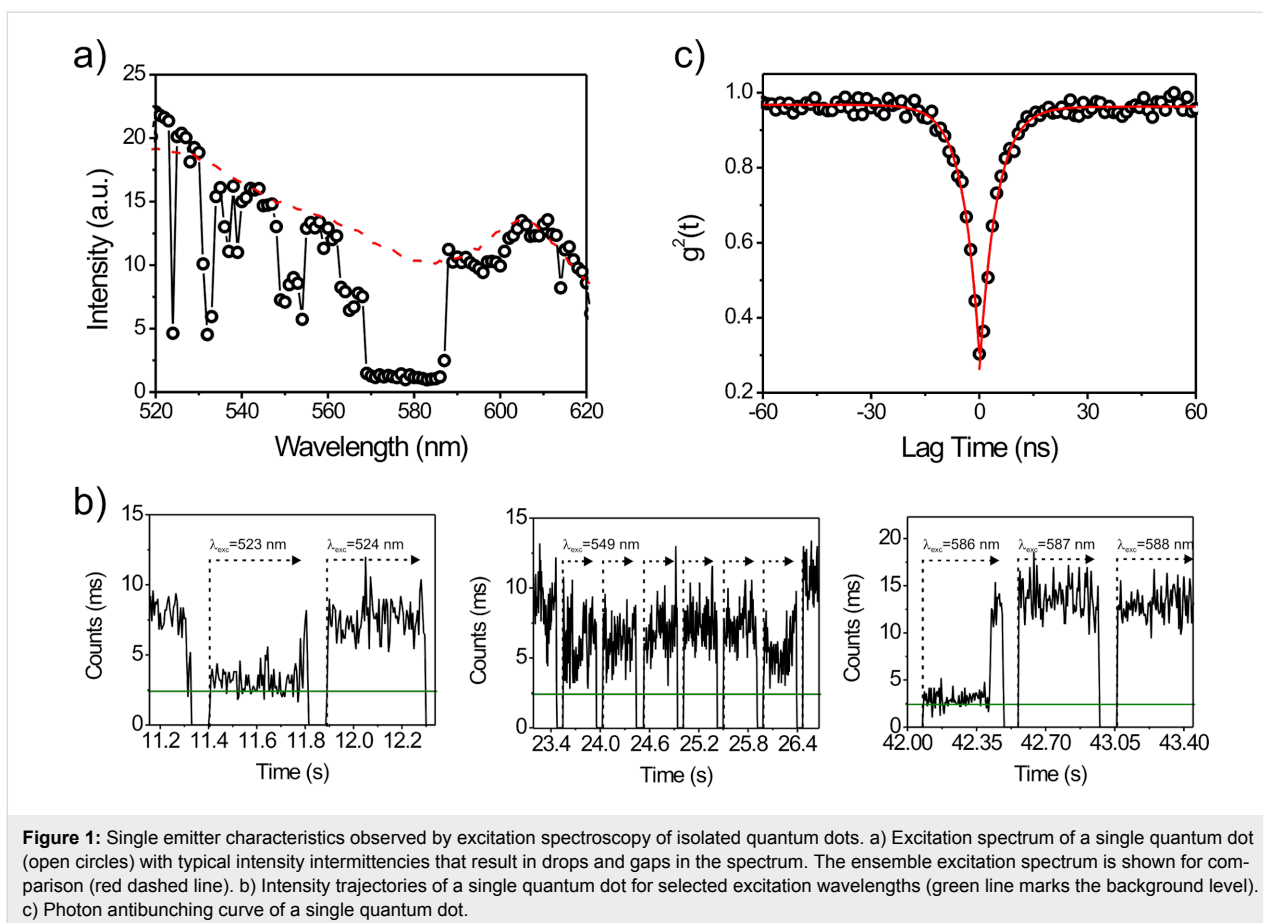 a)
25
20
15
10
5
0
Intensity (a.u.)
520 540 560 580 600 620
Wavelength (nm)
c)
1.0
0.8
0.6
0.4
0.2
g²(t)
-60 -30 0 30 60
Lag Time (ns)
b)
15
10
5
0
Counts (ms)
λexc=523 nm λexc=524 nm
11.2 11.4 11.6 11.8 12.0 12.2
Time (s)
15
10
5
0
Counts (ms)
λexc=549 nm
23.4 24.0 24.6 25.2 25.8 26.4
Time (s)
20
15
10
5
0
Counts (ms)
λexc=586 nm λexc=587 nm λexc=588 nm
42.00 42.35 42.70 43.05 43.40
Time (s)
Figure 1: Single emitter characteristics observed by excitation spectroscopy of isolated quantum dots. a) Excitation spectrum of a single quantum dot
(open circles) with typical intensity intermittencies that result in drops and gaps in the spectrum. The ensemble excitation spectrum is shown for com-
parison (red dashed line). b) Intensity trajectories of a single quantum dot for selected excitation wavelengths (green line marks the background level).
c) Photon antibunching curve of a single quantum dot.